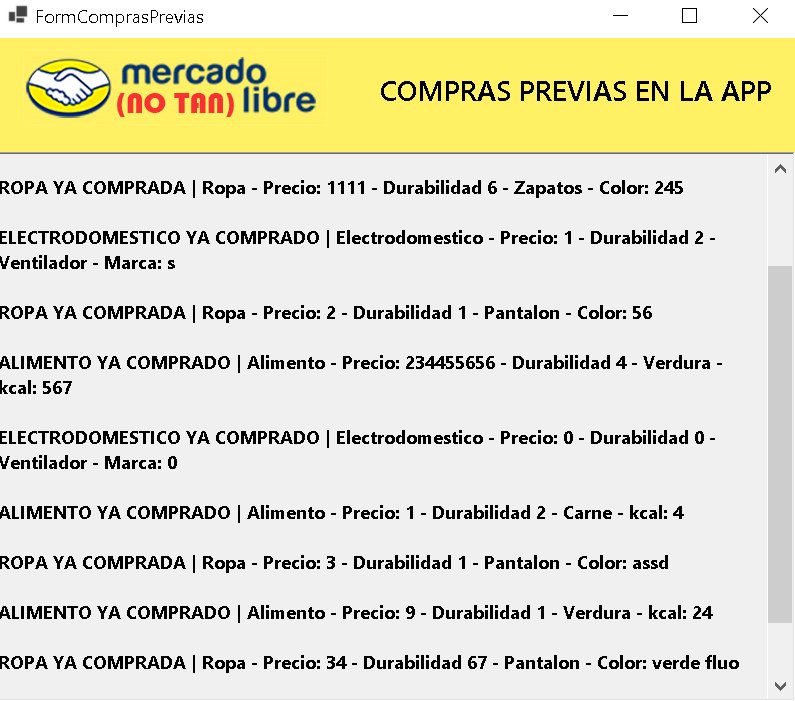 FormComprasPrevias
mercado
(NO TAN) libre
COMPRAS PREVIAS EN LA APP
ROPA YA COMPRADA | Ropa - Precio: 1111 - Durabilidad 6 - Zapatos - Color: 245
ELECTRODOMESTICO YA COMPRADO | Electrodomestico - Precio: 1 - Durabilidad 2 -
Ventilador - Marca: s
ROPA YA COMPRADA | Ropa - Precio: 2 - Durabilidad 1 - Pantalon - Color: 56
ALIMENTO YA COMPRADO | Alimento - Precio: 234455656 - Durabilidad 4 - Verdura -
kcal: 567
ELECTRODOMESTICO YA COMPRADO | Electrodomestico - Precio: 0 - Durabilidad 0 -
Ventilador - Marca: 0
ALIMENTO YA COMPRADO | Alimento - Precio: 1 - Durabilidad 2 - Carne - kcal: 4
ROPA YA COMPRADA | Ropa - Precio: 3 - Durabilidad 1 - Pantalon - Color: assd
ALIMENTO YA COMPRADO | Alimento - Precio: 9 - Durabilidad 1 - Verdura - kcal: 24
ROPA YA COMPRADA | Ropa - Precio: 34 - Durabilidad 67 - Pantalon - Color: verde fluo